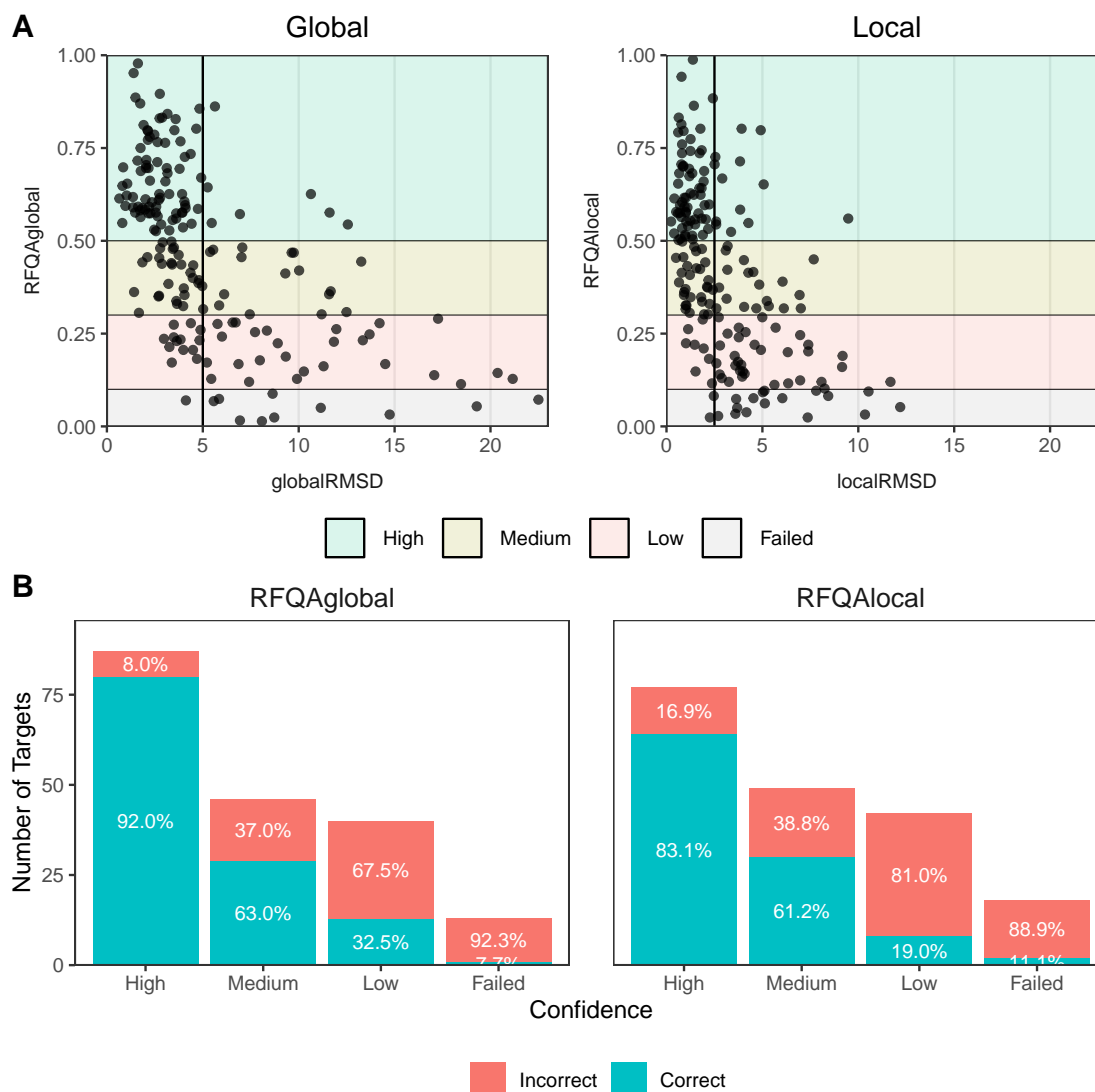 A
Global
Local
1.00
0.75
0.50
0.25
0.00
RFQAglobal
0
5
10
15
20
globalRMSD
1.00
0.75
0.50
0.25
0.00
RFQAlocal
0
5
10
15
20
localRMSD
High
Medium
Low
Failed
B
RFQAglobal
RFQAlocal
Number of Targets
75
50
25
0
8.0%
92.0%
37.0%
63.0%
67.5%
32.5%
92.3%
7.7%
High
Medium
Low
Failed
16.9%
83.1%
38.8%
61.2%
81.0%
19.0%
88.9%
11.1%
High
Medium
Low
Failed
Confidence
Incorrect
Correct